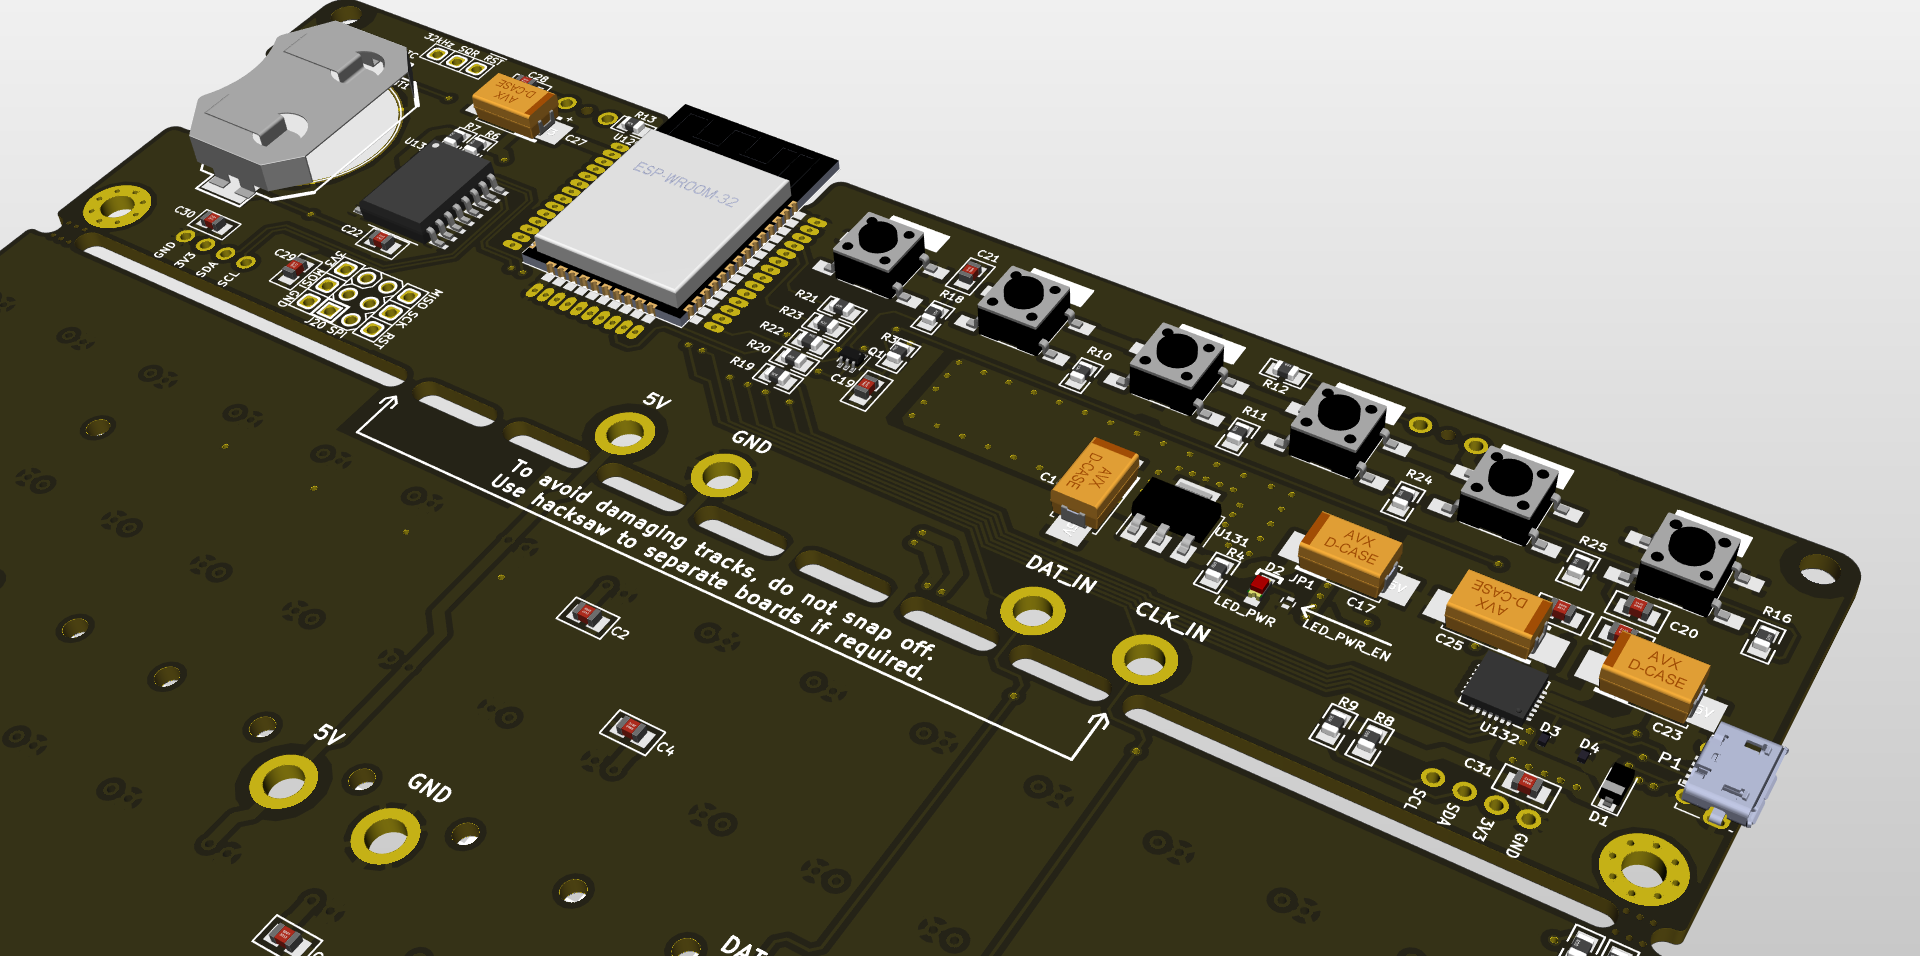 32kHz SQR RST
C28
AVX
D-CASE
C27
R13
U12
R7
R6
U13
ESP-WROOM-32
C30
GND
3V3
SDA
SCL
C22
C29
3V3
MOSI
GND
MISO
SCK
RST
J20 SPI
C21
R18
R21
R23
R22
R20
R19
Q1
C19
R10
R12
R11
R24
R25
R16
5V
GND
To avoid damaging tracks, do not snap off.
Use hacksaw to separate boards if required.
DAT_IN
CLK_IN
AVX
D-CASE
U131
R4
D2
JP1
LED_PWR
LED_PWR_EN
AVX
D-CASE
C17
AVX
D-CASE
C25
C20
AVX
D-CASE
C23
U132
D3
D4
P1
D1
R9
R8
C31
SCL
SDA
3V3
GND
C2
C4
5V
GND